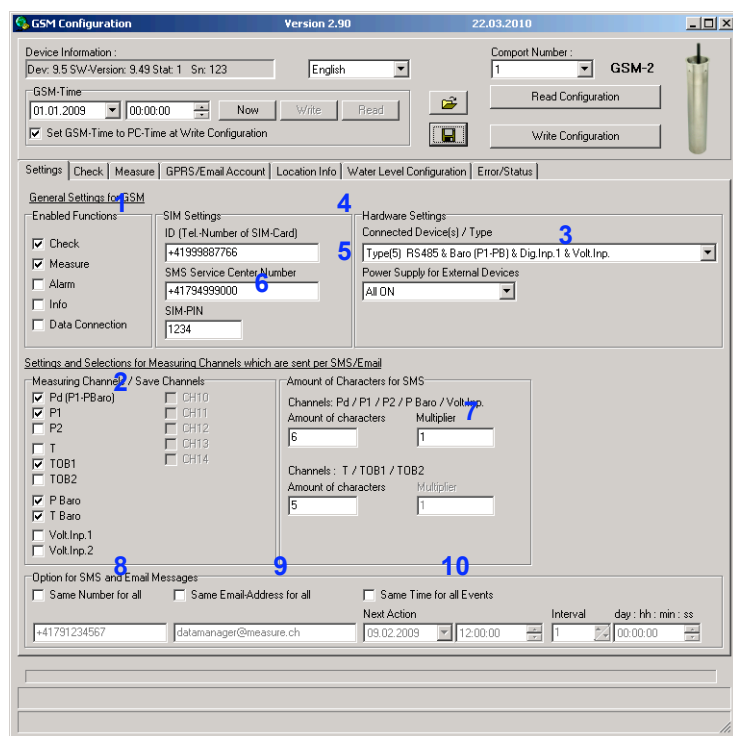 GSM Configuration Version 2.90 22.03.2010
Device Information : Comport Number :
Dev: 9.5 SW-Version: 9.49 Stat: 1 Sn: 123 English 1 GSM-2
GSM-Time
01.01.2009 00:00:00 Now Write Read Read Configuration
Set GSM-Time to PC-Time at Write Configuration Write Configuration
Settings Check Measure GPRS/Email Account Location Info Water Level Configuration Error/Status
General Settings for GSM 1 4
Enabled Functions SIM Settings Hardware Settings
ID (Tel.-Number of SIM-Card) Connected Device(s) / Type 3
Check +41999887766 5 Type(5) RS485 & Baro (P1-PB) & Dig.Inp.1 & Volt.Inp.
Measure SMS Service Center Number 6 Power Supply for External Devices
Alarm +41794999000 All ON
Info SIM-PIN
Data Connection 1234
Settings and Selections for Measuring Channels which are sent per SMS/Email
Measuring Channels / Save Channels 2 Amount of Characters for SMS
Pd (P1-PBaro) CH10 Channels: Pd / P1 / P2 / P Baro / Volt.Inp. 7
P1 CH11 Amount of characters Multiplier
P2 CH12 6 1
T CH13
TOB1 CH14 Channels : T / TOB1 / TOB2
TOB2 Amount of characters Multiplier
P Baro 5 1
T Baro
Volt.Inp.1
Volt.Inp.2
8 9 10
Option for SMS and Email Messages
Same Number for all Same Email-Address for all Same Time for all Events
Next Action Interval day : hh : min : ss
+41791234567 datamanager@measure.ch 09.02.2009 12:00:00 1 00:00:00